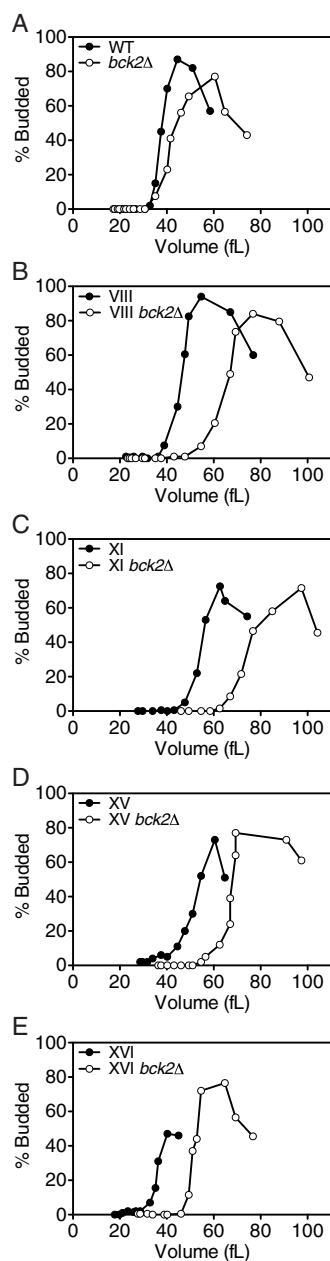 A
WT
bck2Δ
% Budded
100
80
60
40
20
0
0 20 40 60 80 100
Volume (fL)
B
VIII
VIII bck2Δ
% Budded
100
80
60
40
20
0
0 20 40 60 80 100
Volume (fL)
C
XI
XI bck2Δ
% Budded
100
80
60
40
20
0
0 20 40 60 80 100
Volume (fL)
D
XV
XV bck2Δ
% Budded
100
80
60
40
20
0
0 20 40 60 80 100
Volume (fL)
E
XVI
XVI bck2Δ
% Budded
100
80
60
40
20
0
0 20 40 60 80 100
Volume (fL)